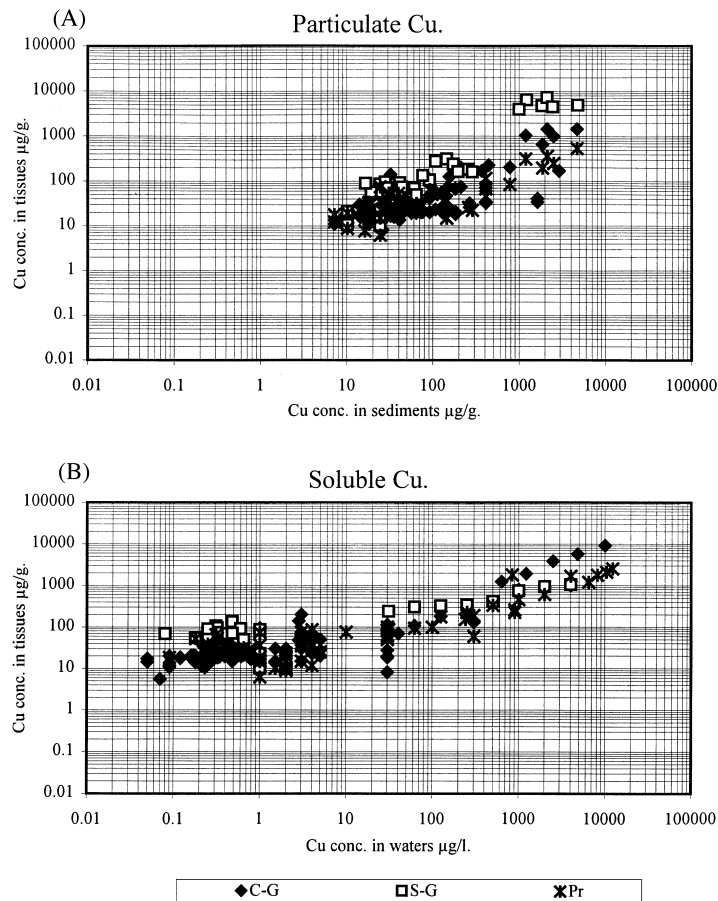 (A)
Particulate Cu.
100000
10000
1000
100
10
1
0.1
0.01
Cu conc. in tissues µg/g.
0.01 0.1 1 10 100 1000 10000 100000
Cu conc. in sediments µg/g.
(B)
Soluble Cu.
100000
10000
1000
100
10
1
0.1
0.01
Cu conc. in tissues µg/g.
0.01 0.1 1 10 100 1000 10000 100000
Cu conc. in waters µg/l.
C-G S-G Pr